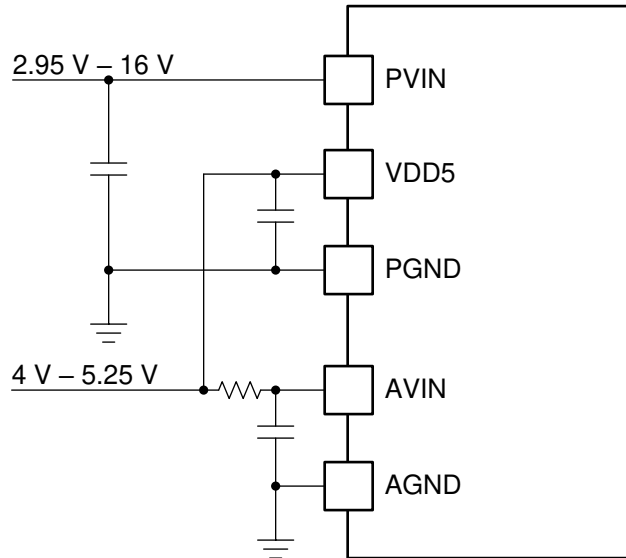 2.95 V – 16 V
PVIN
VDD5
PGND
4 V – 5.25 V
AVIN
AGND